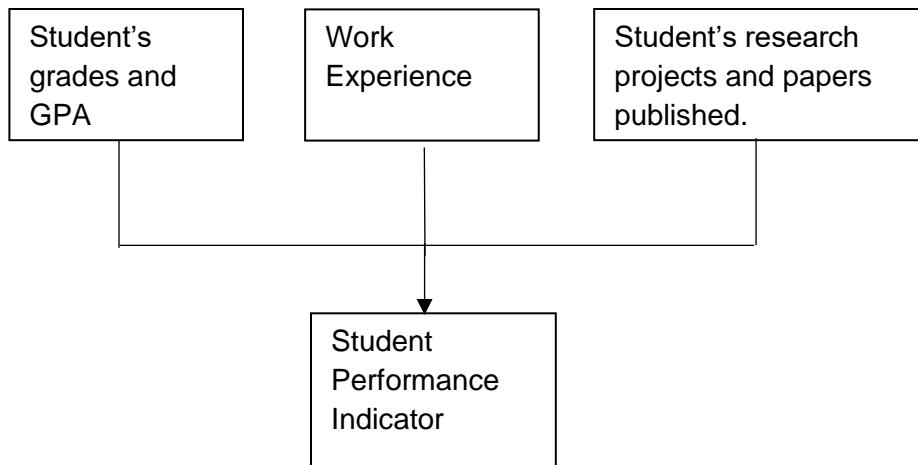 Student’s
grades and
GPA
Work
Experience
Student’s research
projects and papers
published.
Student
Performance
Indicator